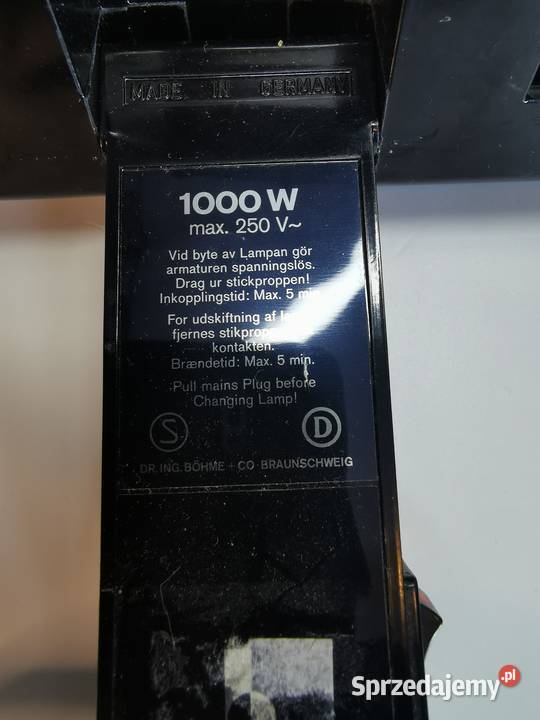 MADE IN GERMANY
1000 W
max. 250 V~
Vid byte av Lampan gör
armaturen spanningslös.
Drag ur stickproppen!
Inkopplingstid: Max. 5 min.
For udskiftning af
fjernes stikproppen
kontakten.
Brændetid: Max. 5 min.
Pull mains Plug before
Changing Lamp!
S D
DR. ING. BÖHME + CO BRAUNSCHWEIG
Sprzedajemy.pl